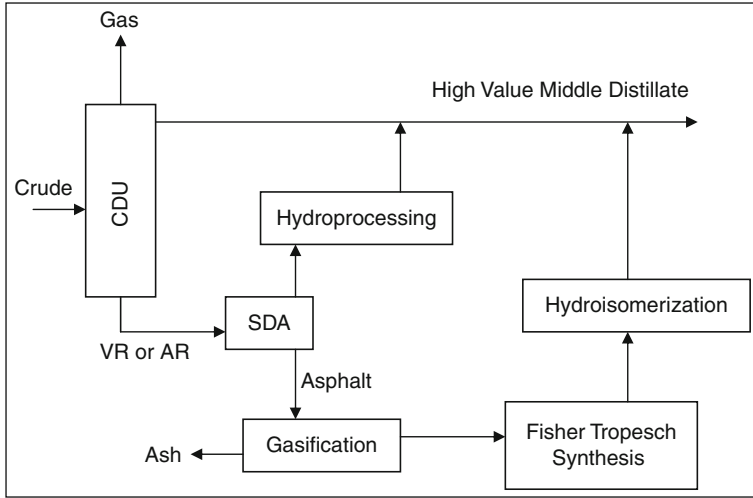 Gas
High Value Middle Distillate
Crude
CDU
Hydroprocessing
Hydroisomerization
SDA
VR or AR
Asphalt
Gasification
Ash
Fisher Tropesch
Synthesis